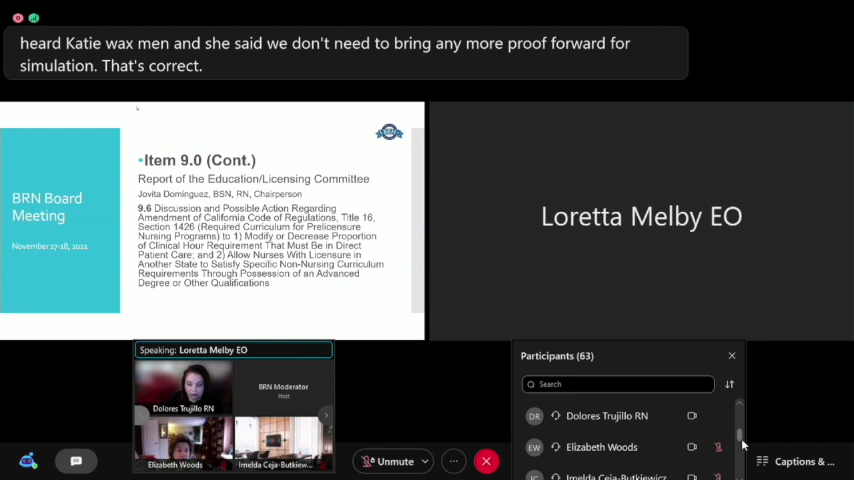 heard Katie wax men and she said we don't need to bring any more proof forward for
simulation. That's correct.
BRN Board
Meeting
November 17-18, 2021
•Item 9.0 (Cont.)
Report of the Education/Licensing Committee
Jovita Dominguez, BSN, RN, Chairperson
9.6 Discussion and Possible Action Regarding
Amendment of California Code of Regulations, Title 16,
Section 1426 (Required Curriculum for Prelicensure
Nursing Programs) to 1) Modify or Decrease Proportion
of Clinical Hour Requirement That Must Be in Direct
Patient Care; and 2) Allow Nurses With Licensure in
Another State to Satisfy Specific Non-Nursing Curriculum
Requirements Through Possession of an Advanced
Degree or Other Qualifications
Loretta Melby EO
Speaking: Loretta Melby EO
Dolores Trujillo RN
BRN Moderator
Host
Elizabeth Woods
Imelda Ceja-Butkiew...
Participants (63)
Search
DR Dolores Trujillo RN
EW Elizabeth Woods
IC Imelda Ceja-Butkiewicz
Unmute
Captions & ...